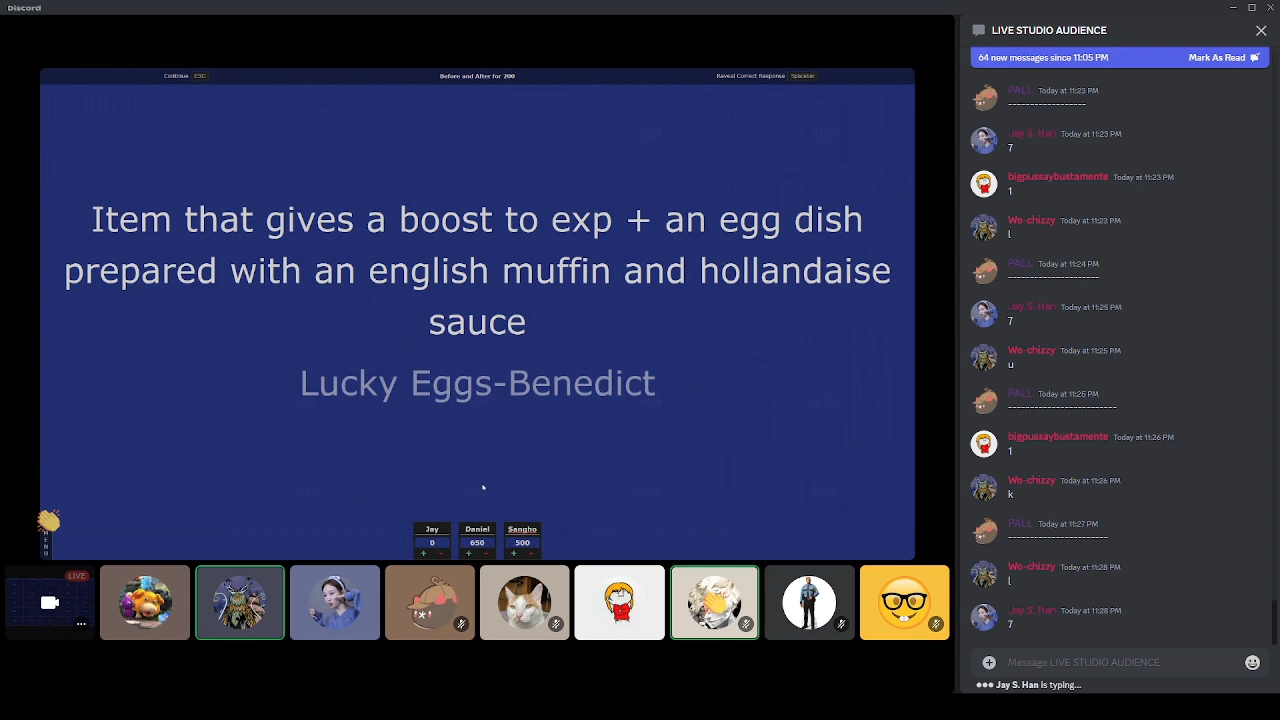 Discord
LIVE STUDIO AUDIENCE
64 new messages since 11:05 PM Mark As Read
Continue ESC
Before and After for 200
Reveal Correct Response Spacebar
Item that gives a boost to exp + an egg dish
prepared with an english muffin and hollandaise
sauce
Lucky Eggs-Benedict
MENU
Jay Daniel Sangho
0 650 500
+ - + - + -
LIVE
PALL Today at 11:23 PM
------------------
Jay S. Han Today at 11:23 PM
7
bigpussaybustamente Today at 11:23 PM
1
Wo-chizzy Today at 11:23 PM
l
PALL Today at 11:24 PM
---------------------
Jay S. Han Today at 11:25 PM
7
Wo-chizzy Today at 11:25 PM
u
PALL Today at 11:25 PM
-------------------------
bigpussaybustamente Today at 11:26 PM
1
Wo-chizzy Today at 11:26 PM
k
PALL Today at 11:27 PM
-----------------------
Wo-chizzy Today at 11:28 PM
l
Jay S. Han Today at 11:28 PM
7
Message LIVE STUDIO AUDIENCE
Jay S. Han is typing...